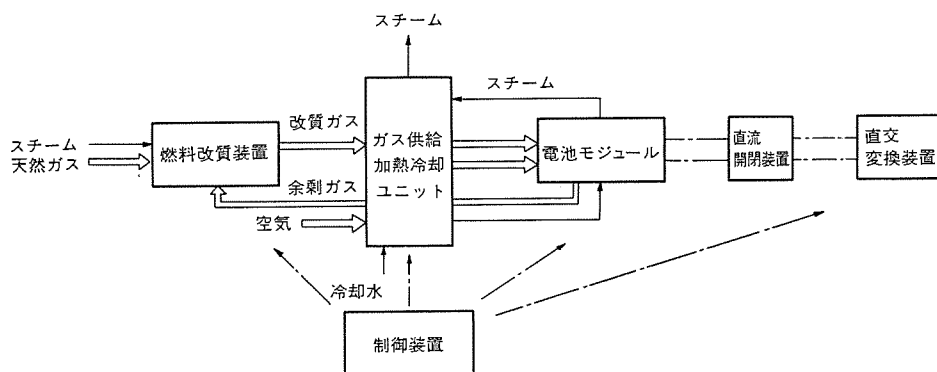 スチーム
スチーム
改質ガス
スチーム
天然ガス
燃料改質装置
ガス供給
加熱冷却
ユニット
電池モジュール
直流
開閉装置
直交
変換装置
余剰ガス
空気
冷却水
制御装置